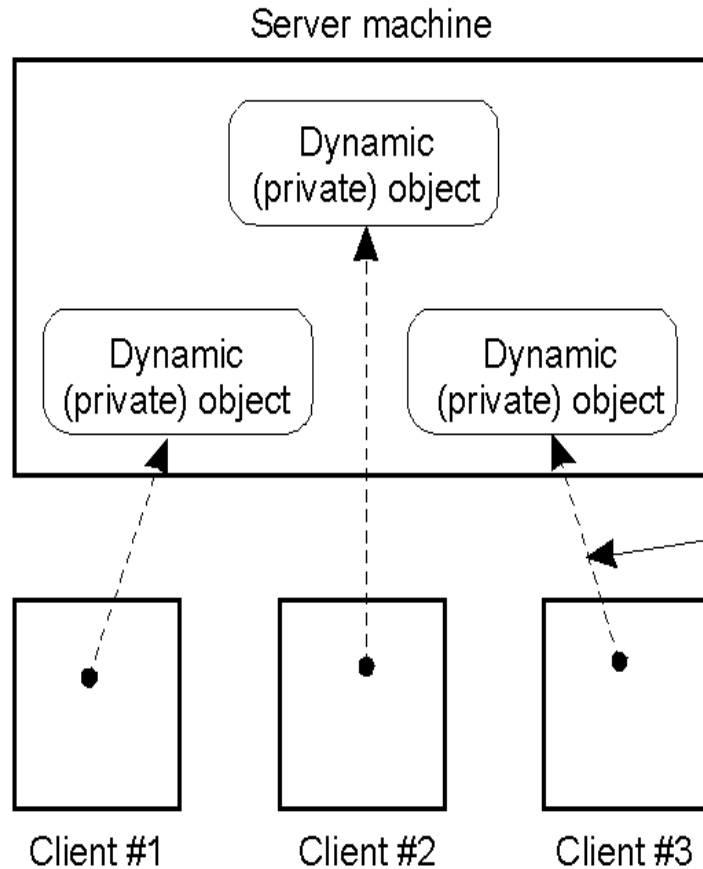 Server machine
Dynamic
(private) object
Dynamic
(private) object
Dynamic
(private) object
Client #1
Client #2
Client #3